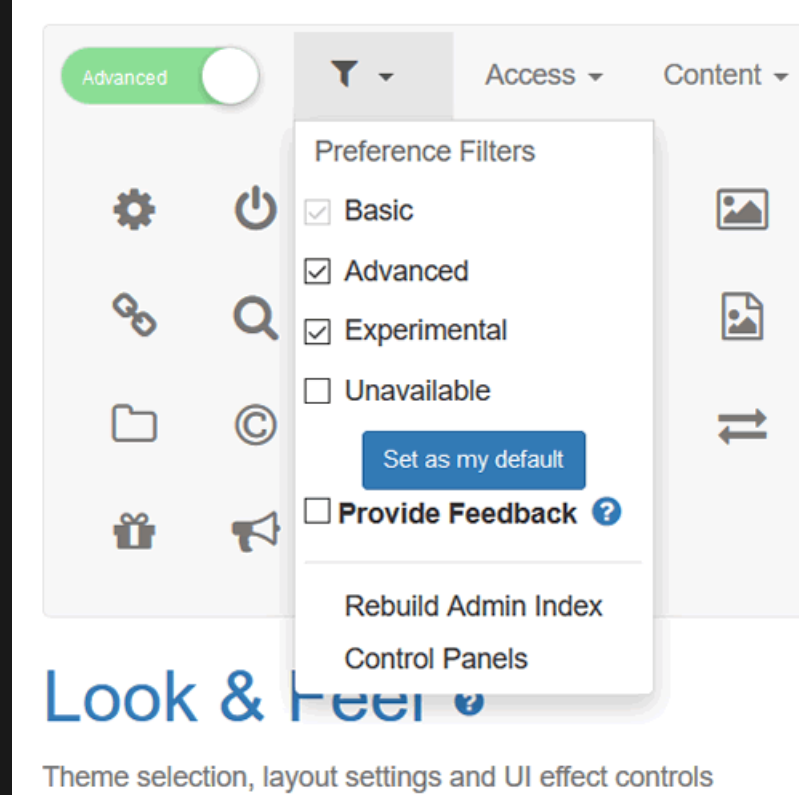 Advanced
Access
Content
Preference Filters
Basic
Advanced
Experimental
Unavailable
Set as my default
Provide Feedback
Rebuild Admin Index
Control Panels
Look & Feel
Theme selection, layout settings and UI effect controls